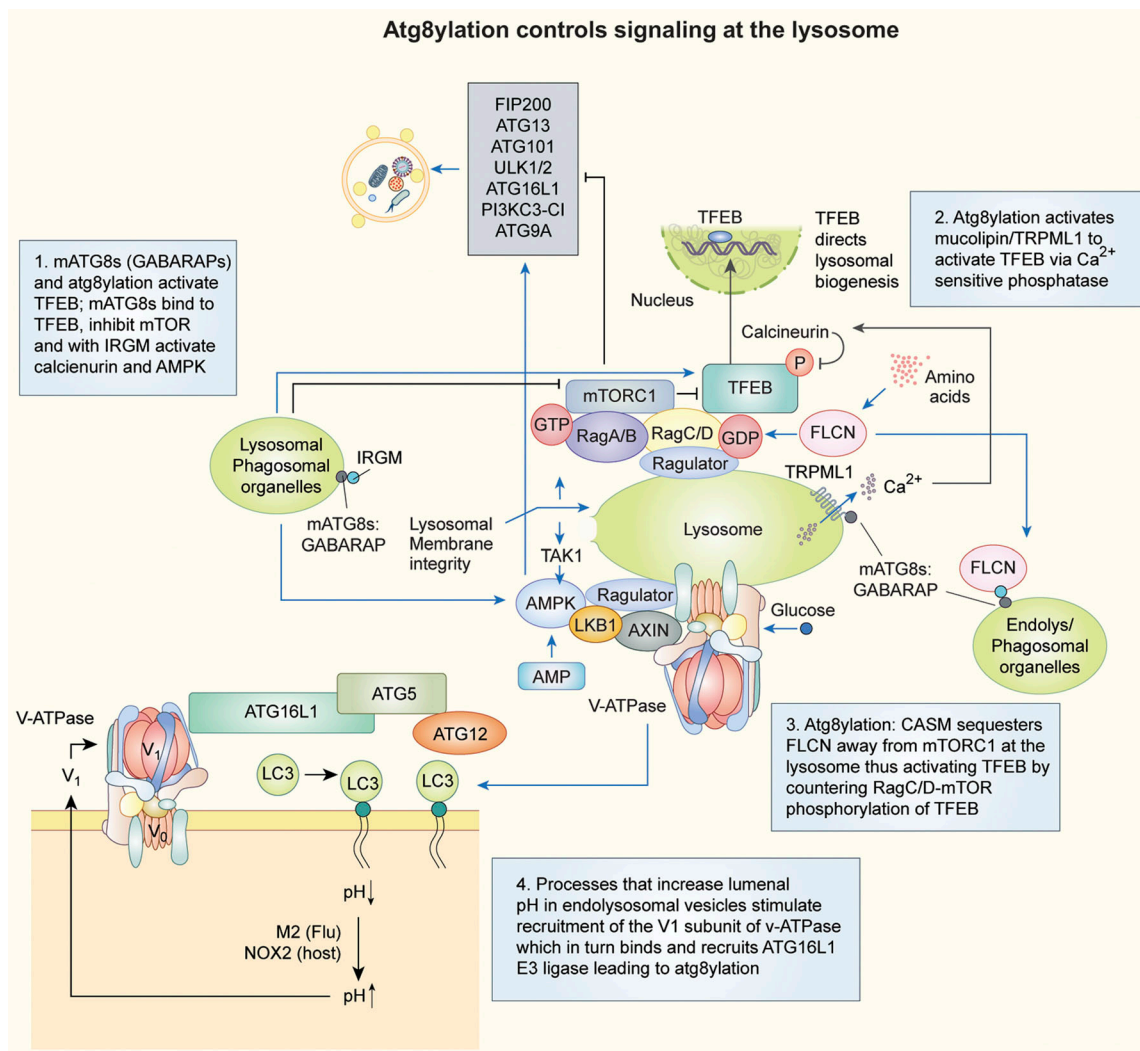 Atg8ylation controls signaling at the lysosome
FIP200
ATG13
ATG101
ULK1/2
ATG16L1
PI3KC3-CI
ATG9A
1. mATG8s (GABARAPs)
and atg8ylation activate
TFEB; mATG8s bind to
TFEB, inhibit mTOR
and with IRGM activate
calcienurin and AMPK
TFEB
Nucleus
TFEB
directs
lysosomal
biogenesis
2. Atg8ylation activates
mucolipin/TRPML1 to
activate TFEB via Ca2+
sensitive phosphatase
Calcineurin
P
TFEB
mTORC1
GTP
RagA/B
RagC/D
GDP
Ragulator
FLCN
Amino
acids
Lysosomal
Phagosomal
organelles
IRGM
mATG8s:
GABARAP
Lysosomal
Membrane
integrity
TAK1
Lysosome
TRPML1
Ca2+
mATG8s:
GABARAP
FLCN
Endolys/
Phagosomal
organelles
AMPK
Ragulator
LKB1
AXIN
Glucose
AMP
V-ATPase
V-ATPase
V1
V1
V0
ATG16L1
ATG5
ATG12
LC3
LC3
LC3
pH↓
M2 (Flu)
NOX2 (host)
pH↑
3. Atg8ylation: CASM sequesters
FLCN away from mTORC1 at the
lysosome thus activating TFEB by
countering RagC/D-mTOR
phosphorylation of TFEB
4. Processes that increase lumenal
pH in endolysosomal vesicles stimulate
recruitment of the V1 subunit of v-ATPase
which in turn binds and recruits ATG16L1
E3 ligase leading to atg8ylation